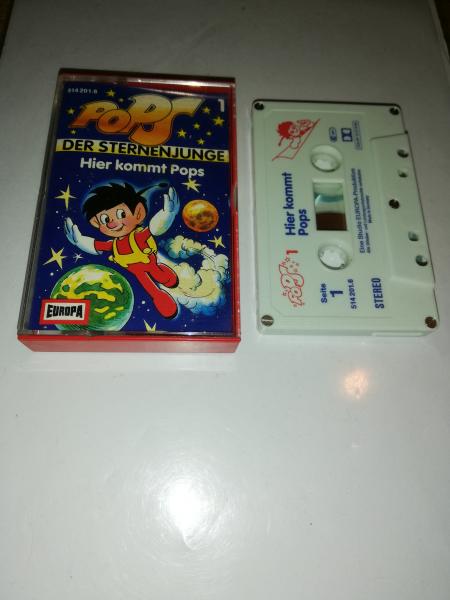 514 201.6
1
POPS
DER STERNENJUNGE
Hier kommt Pops
EUROPA
POPS 1
Hier kommt
Pops
Seite
1
514 201.6
STEREO
Eine Studio EUROPA-Produktion